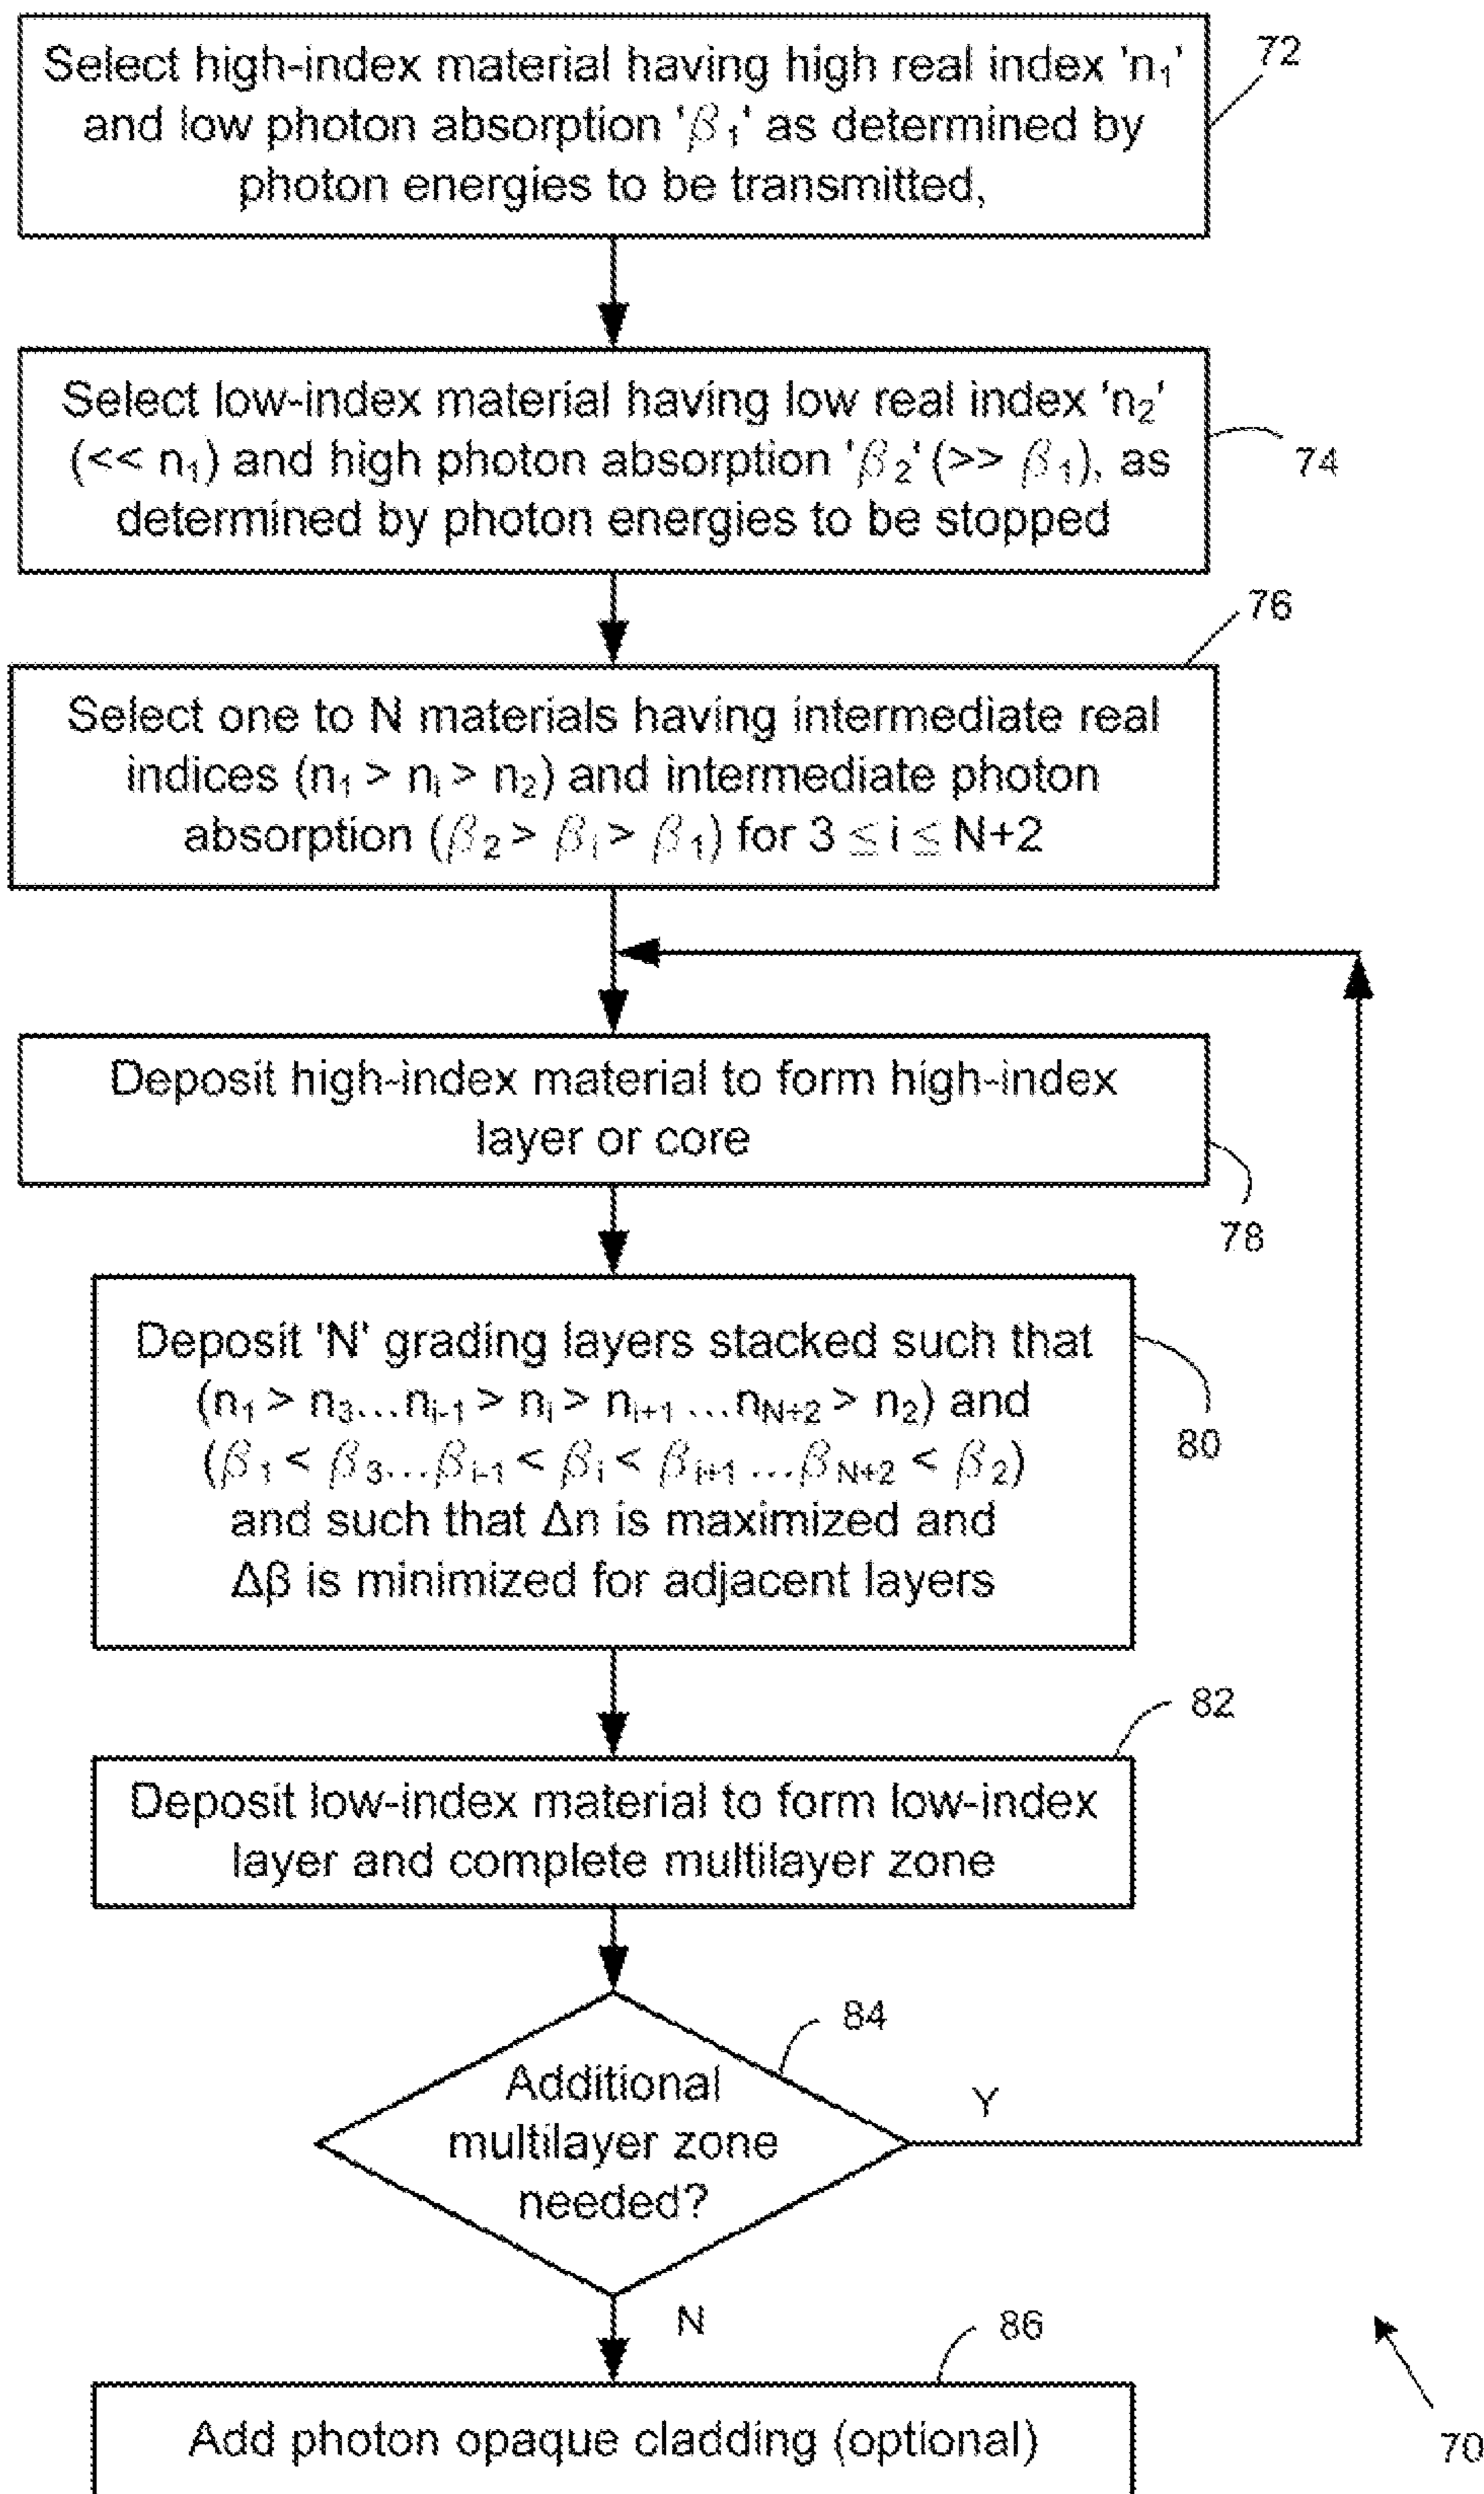 Select high-index material having high real index 'n₁'
and low photon absorption 'β₁' as determined by
photon energies to be transmitted,
72
Select low-index material having low real index 'n₂'
(<< n₁) and high photon absorption 'β₂' (>> β₁), as
determined by photon energies to be stopped
74
76
Select one to N materials having intermediate real
indices (n₁ > nᵢ > n₂) and intermediate photon
absorption (β₂ > βᵢ > β₁) for 3 ≤ i ≤ N+2
Deposit high-index material to form high-index
layer or core
78
Deposit 'N' grading layers stacked such that
(n₁ > n₃...nᵢ₋₁ > nᵢ > nᵢ₊₁ ...n_N+2 > n₂) and
(β₁ < β₃...βᵢ₋₁ < βᵢ < βᵢ₊₁ ...β_N+2 < β₂)
and such that Δn is maximized and
Δβ is minimized for adjacent layers
80
82
Deposit low-index material to form low-index
layer and complete multilayer zone
84
Additional
multilayer zone
needed?
Y
N
86
Add photon opaque cladding (optional)
70